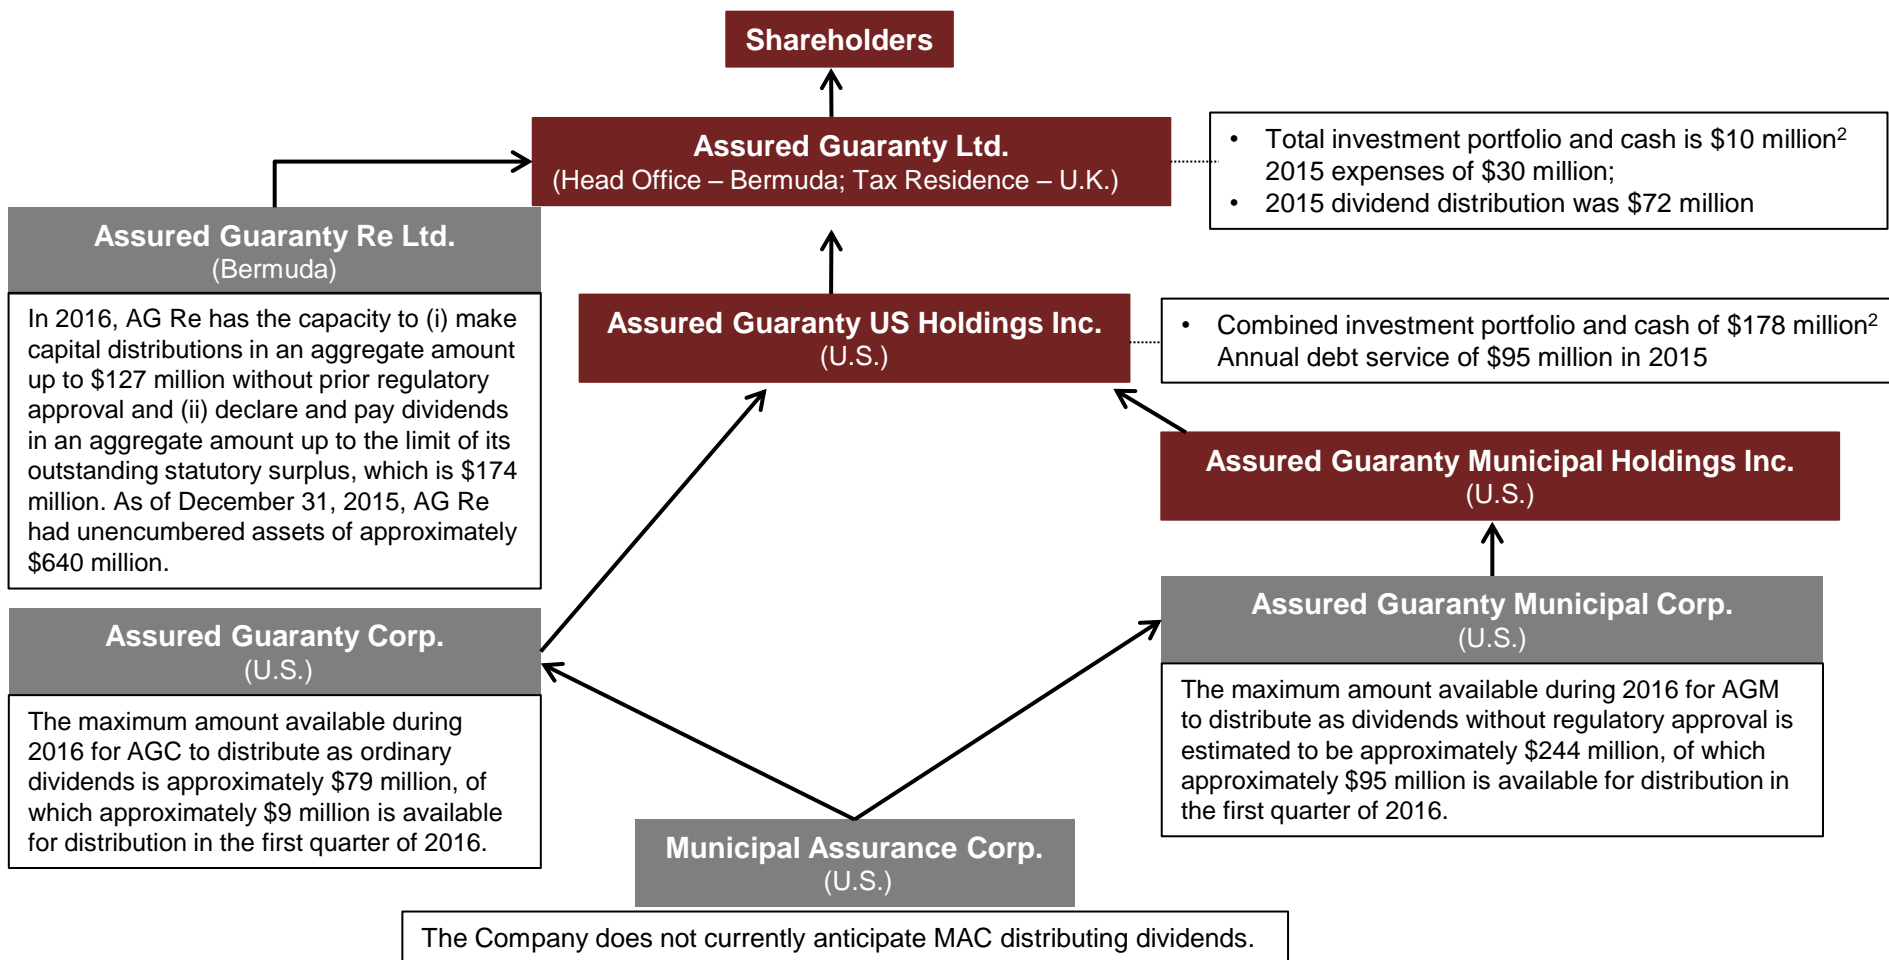 Shareholders
Assured Guaranty Ltd.
(Head Office – Bermuda; Tax Residence – U.K.)
• Total investment portfolio and cash is $10 million2
2015 expenses of $30 million;
• 2015 dividend distribution was $72 million
Assured Guaranty Re Ltd.
(Bermuda)
In 2016, AG Re has the capacity to (i) make
capital distributions in an aggregate amount
up to $127 million without prior regulatory
approval and (ii) declare and pay dividends
in an aggregate amount up to the limit of its
outstanding statutory surplus, which is $174
million. As of December 31, 2015, AG Re
had unencumbered assets of approximately
$640 million.
Assured Guaranty US Holdings Inc.
(U.S.)
• Combined investment portfolio and cash of $178 million2
Annual debt service of $95 million in 2015
Assured Guaranty Municipal Holdings Inc.
(U.S.)
Assured Guaranty Corp.
(U.S.)
The maximum amount available during
2016 for AGC to distribute as ordinary
dividends is approximately $79 million, of
which approximately $9 million is available
for distribution in the first quarter of 2016.
Assured Guaranty Municipal Corp.
(U.S.)
The maximum amount available during 2016 for AGM
to distribute as dividends without regulatory approval is
estimated to be approximately $244 million, of which
approximately $95 million is available for distribution in
the first quarter of 2016.
Municipal Assurance Corp.
(U.S.)
The Company does not currently anticipate MAC distributing dividends.